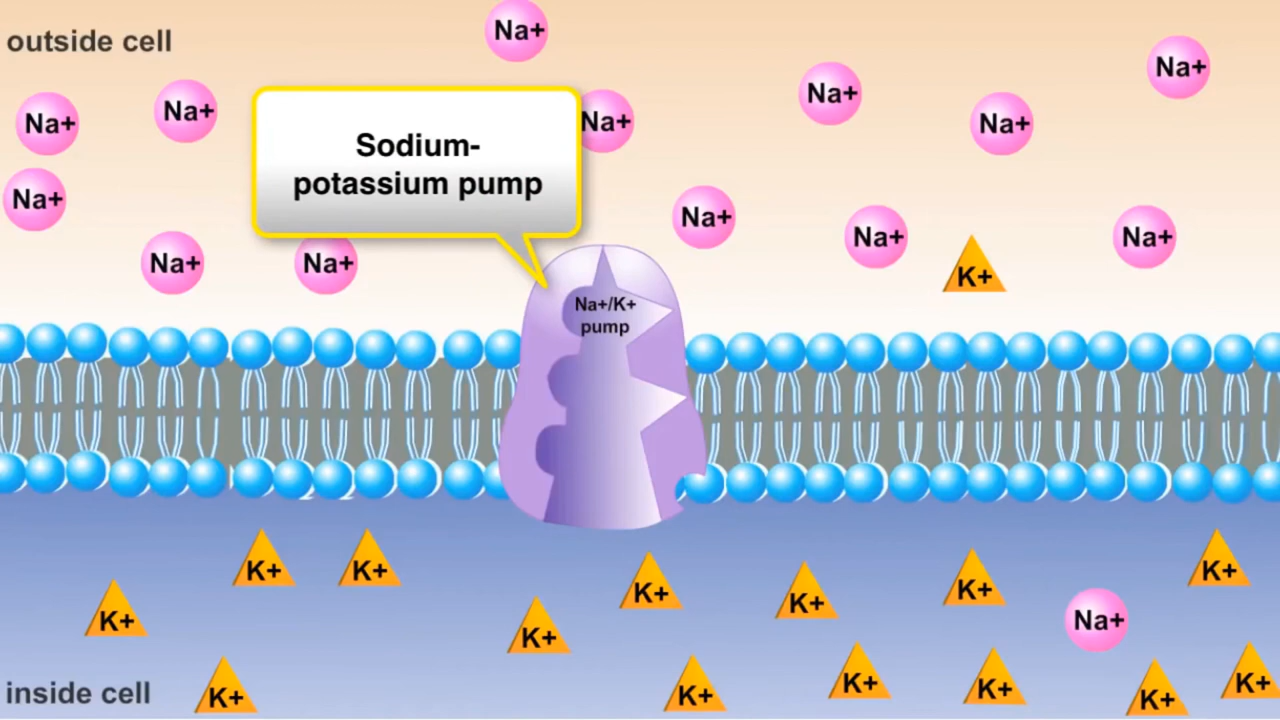 Na+
outside cell
Na+
Na+
Na+
Na+
Na+
Na+
Na+
Sodium-
potassium pump
Na+
Na+
Na+
Na+
Na+
Na+
K+
Na+/K+
pump
K+
K+
K+
K+
K+
K+
K+
K+
Na+
K+
inside cell
K+
K+
K+
K+
K+
K+